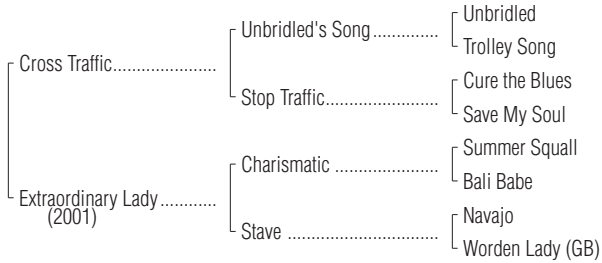 Unbridled
Unbridled's Song..............
Trolley Song
Cross Traffic.....................
Cure the Blues
Stop Traffic........................
Save My Soul
Summer Squall
Charismatic ......................
Bali Babe
Extraordinary Lady............
(2001)
Navajo
Stave ................................
Worden Lady (GB)